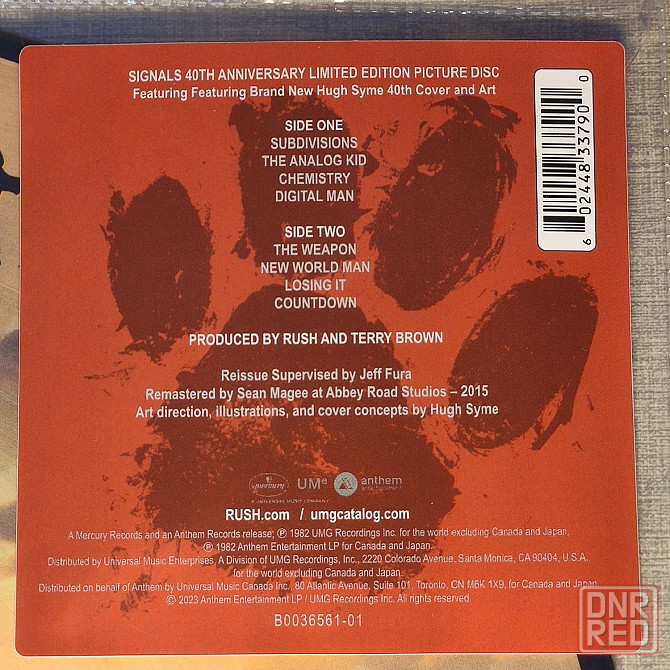 SIGNALS 40TH ANNIVERSARY LIMITED EDITION PICTURE DISC
Featuring Featuring Brand New Hugh Syme 40th Cover and Art
SIDE ONE
SUBDIVISIONS
THE ANALOG KID
CHEMISTRY
DIGITAL MAN
SIDE TWO
THE WEAPON
NEW WORLD MAN
LOSING IT
COUNTDOWN
PRODUCED BY RUSH AND TERRY BROWN
Reissue Supervised by Jeff Fura
Remastered by Sean Magee at Abbey Road Studios – 2015
Art direction, illustrations, and cover concepts by Hugh Syme
mercury UMe anthem
A UNIVERSAL MUSIC COMPANY entertainment
RUSH.com / umgcatalog.com
A Mercury Records and an Anthem Records release; ℗ 1982 UMG Recordings Inc. for the world excluding Canada and Japan,
℗ 1982 Anthem Entertainment LP for Canada and Japan.
Distributed by Universal Music Enterprises, A Division of UMG Recordings, Inc., 2220 Colorado Avenue, Santa Monica, CA 90404, U.S.A.
for the world excluding Canada and Japan.
Distributed on behalf of Anthem by Universal Music Canada Inc. 80 Atlantic Avenue, Suite 101, Toronto, ON M6K 1X9, for Canada and Japan.
© 2023 Anthem Entertainment LP / UMG Recordings Inc. All rights reserved.
B0036561-01
6 02448 33790 0
DNR
RED